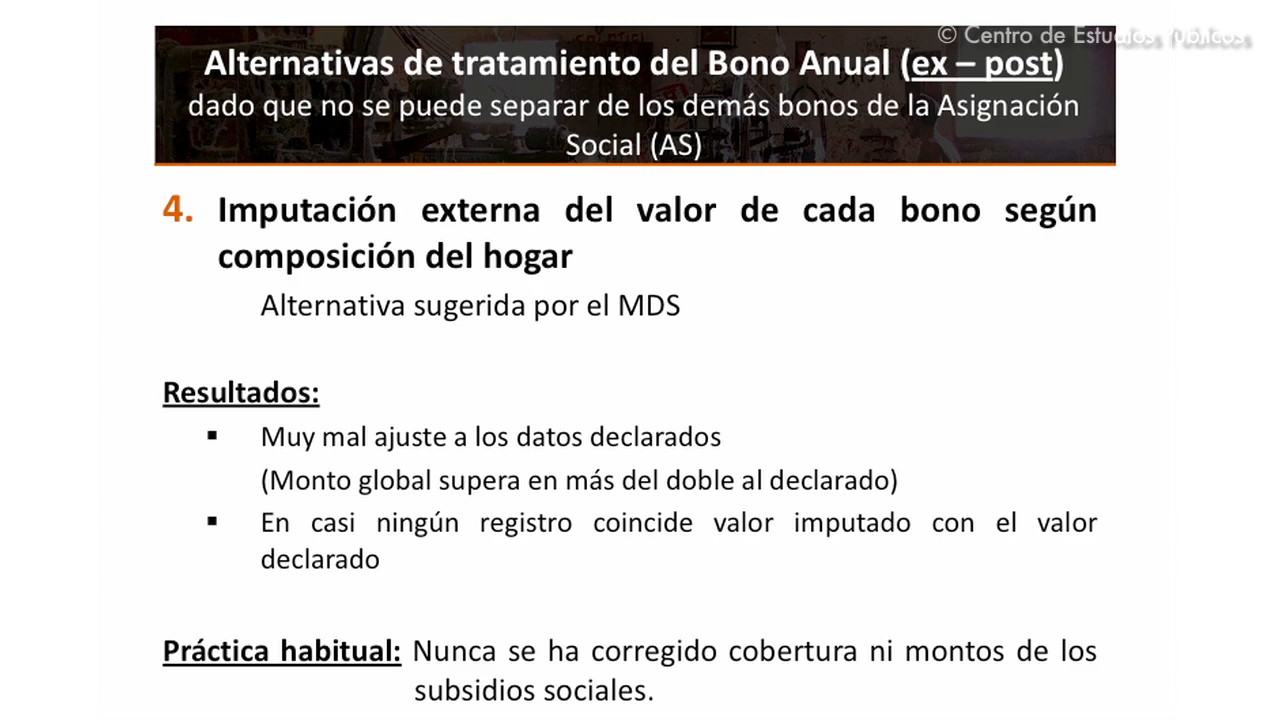 © Centro de Estudios Públicos
Alternativas de tratamiento del Bono Anual (ex – post)
dado que no se puede separar de los demás bonos de la Asignación
Social (AS)
4. Imputación externa del valor de cada bono según
composición del hogar
Alternativa sugerida por el MDS
Resultados:
▪ Muy mal ajuste a los datos declarados
(Monto global supera en más del doble al declarado)
▪ En casi ningún registro coincide valor imputado con el valor
declarado
Práctica habitual: Nunca se ha corregido cobertura ni montos de los
subsidios sociales.